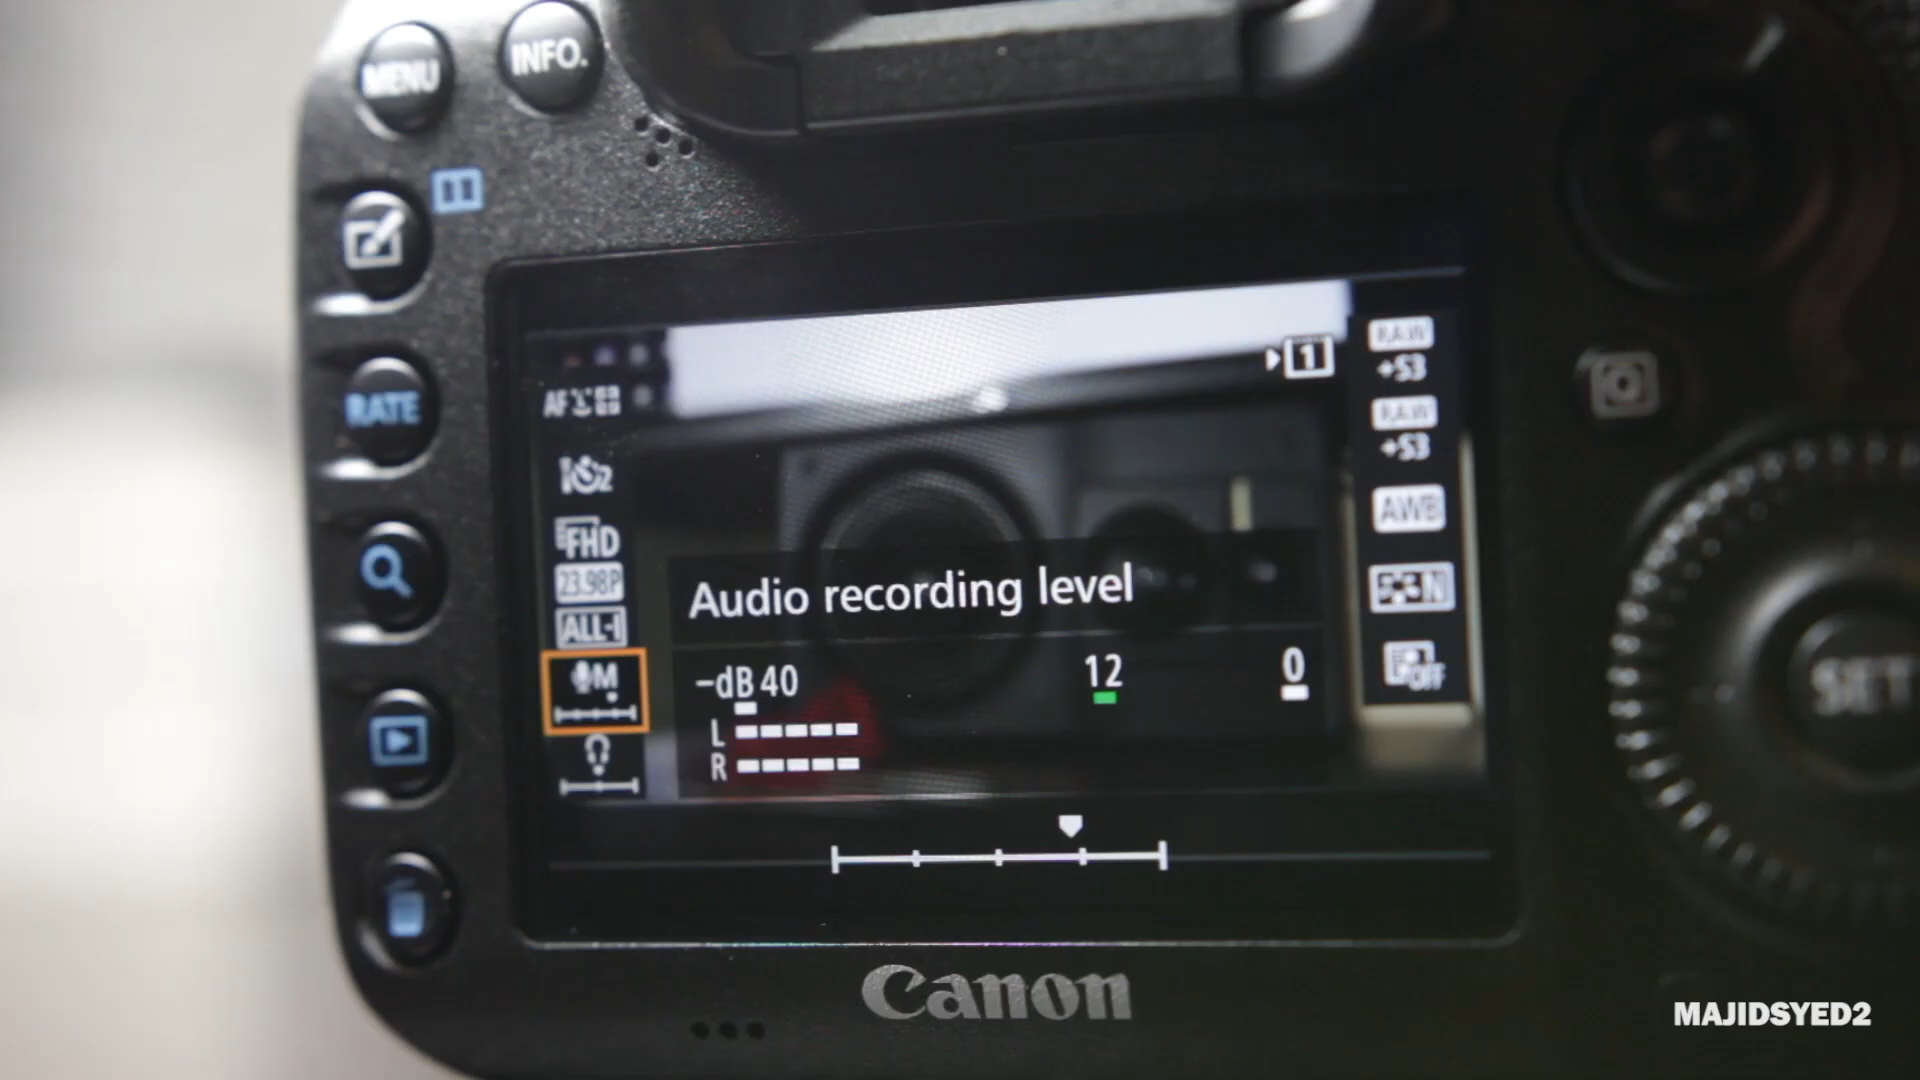 MENU
INFO.
RATE
AF
2
FHD
23.98P
ALL-I
M
1
RAW
+S3
RAW
+S3
AWB
N
OFF
Audio recording level
-dB 40 12 0
L
R
SET
Canon
MAJIDSYED2